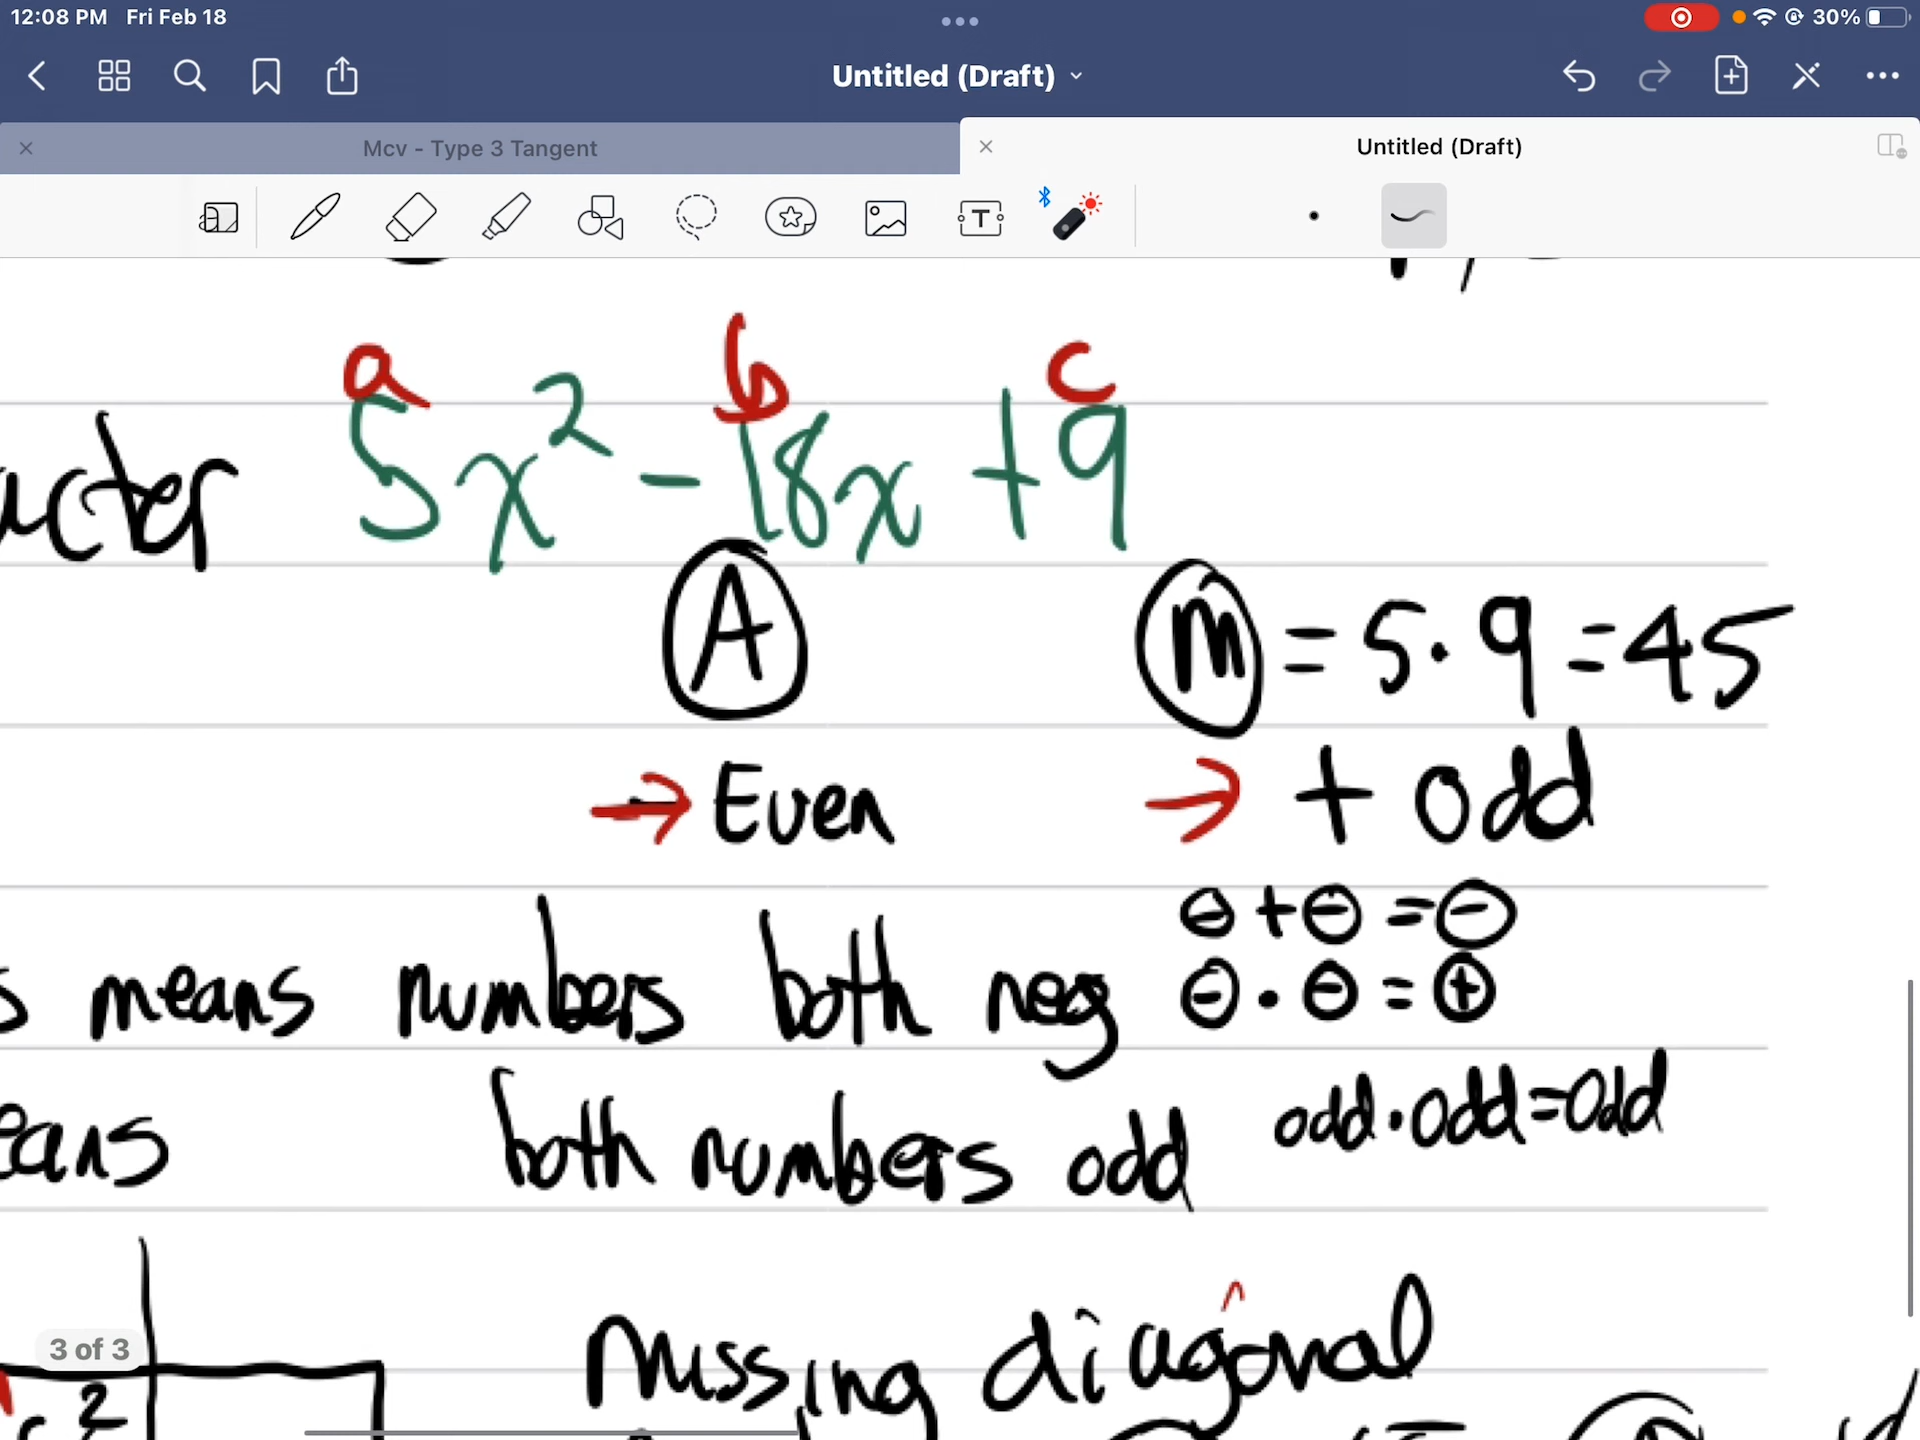 12:08 PM Fri Feb 18
30%
Untitled (Draft)
Mcv - Type 3 Tangent
Untitled (Draft)
T
a b c
acter 5x² - 18x + 9
A m = 5 · 9 = 45
→ Even → + odd
⊖ + ⊖ = ⊖
s means numbers both neg ⊖ · ⊖ = ⊕
eans both numbers odd odd · odd = Odd
Missing diagonal
3 of 3
2